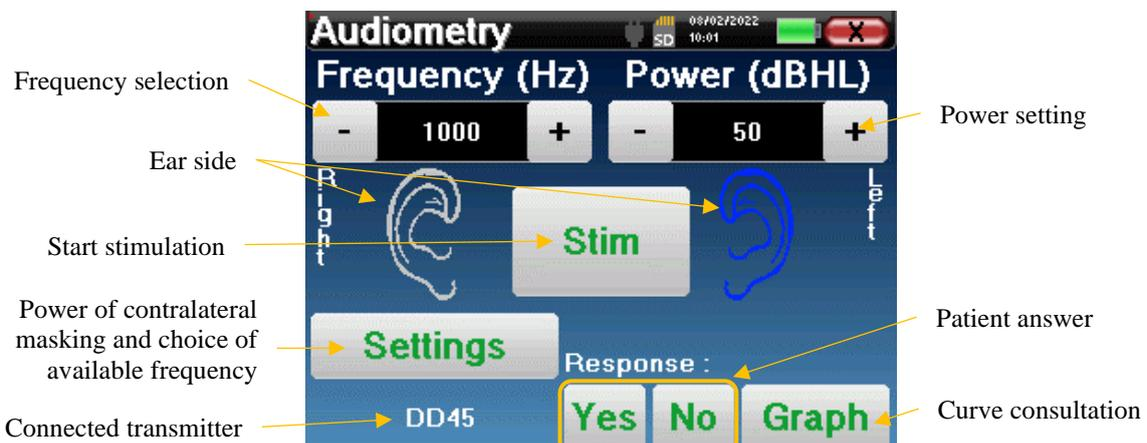 Audiometry
SD
08/02/2022
10:01
X
Frequency (Hz)
Power (dBHL)
-
1000
+
-
50
+
Frequency selection
Power setting
Ear side
Right
Left
Start stimulation
Stim
Power of contralateral
masking and choice of
available frequency
Settings
Patient answer
Response :
Connected transmitter
DD45
Yes
No
Graph
Curve consultation